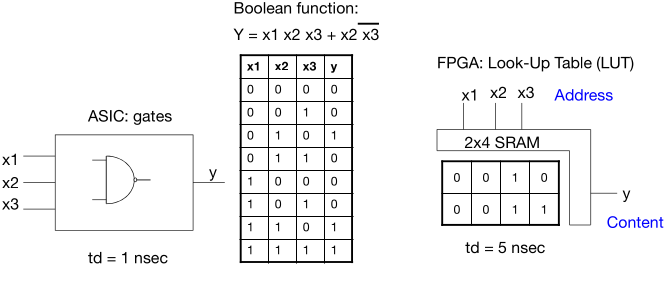 Boolean function:
Y = x1 x2 x3 + x2 x̅3̅
x1 x2 x3 y
0 0 0 0
0 0 1 0
0 1 0 1
0 1 1 0
1 0 0 0
1 0 1 0
1 1 0 1
1 1 1 1
ASIC: gates
x1
x2
x3
y
td = 1 nsec
FPGA: Look-Up Table (LUT)
x1 x2 x3 Address
2x4 SRAM
0 0 1 0
0 0 1 1
y
Content
td = 5 nsec